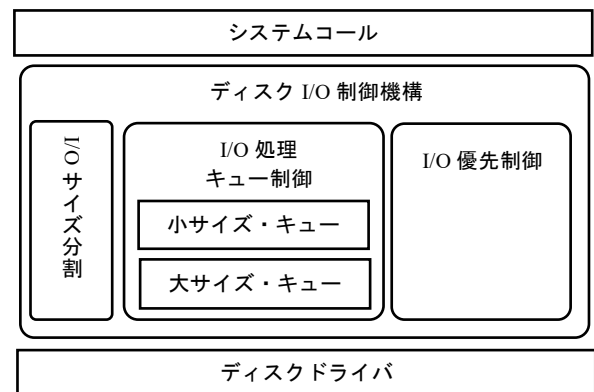 システムコール
ディスク I/O 制御機構
I/O サイズ分割
I/O 処理
キュー制御
小サイズ・キュー
大サイズ・キュー
I/O 優先制御
ディスクドライバ